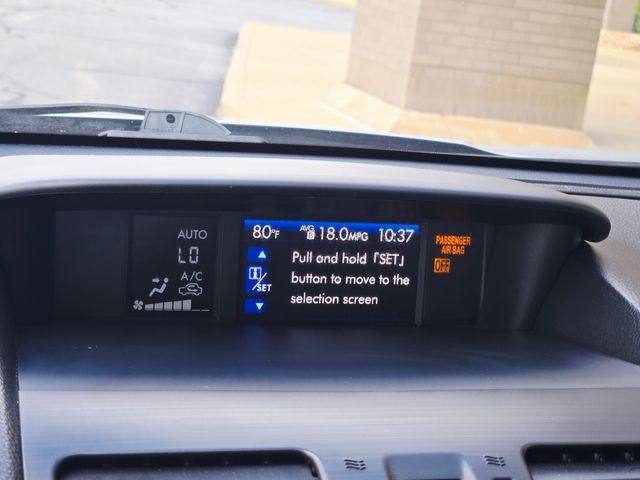 AUTO
LO
A/C
80°F AVG B 18.0MPG 10:37
Pull and hold「SET」
i/SET
button to move to the
selection screen
PASSENGER
AIR BAG
OFF